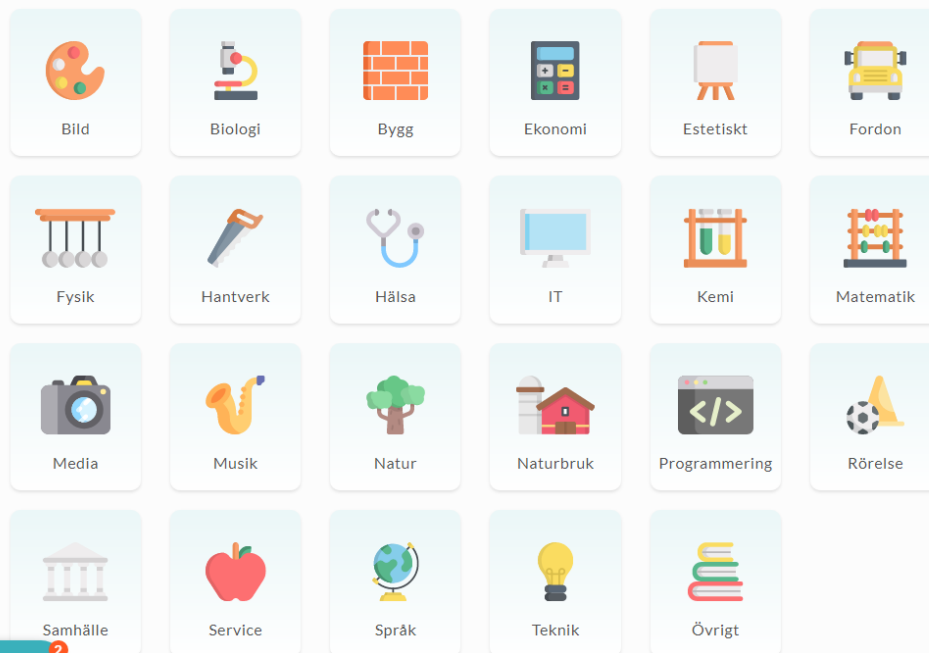 Bild
Biologi
Bygg
Ekonomi
Estetiskt
Fordon
Fysik
Hantverk
Hälsa
IT
Kemi
Matematik
Media
Musik
Natur
Naturbruk
</>
Programmering
Rörelse
Samhälle
Service
Språk
Teknik
Övrigt
2